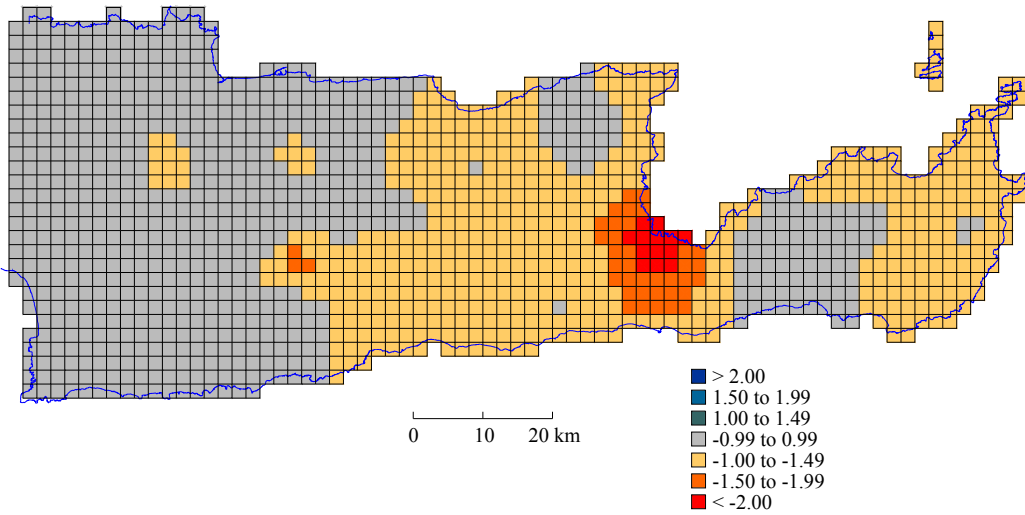 > 2.00
1.50 to 1.99
1.00 to 1.49
-0.99 to 0.99
-1.00 to -1.49
-1.50 to -1.99
< -2.00
0 10 20 km